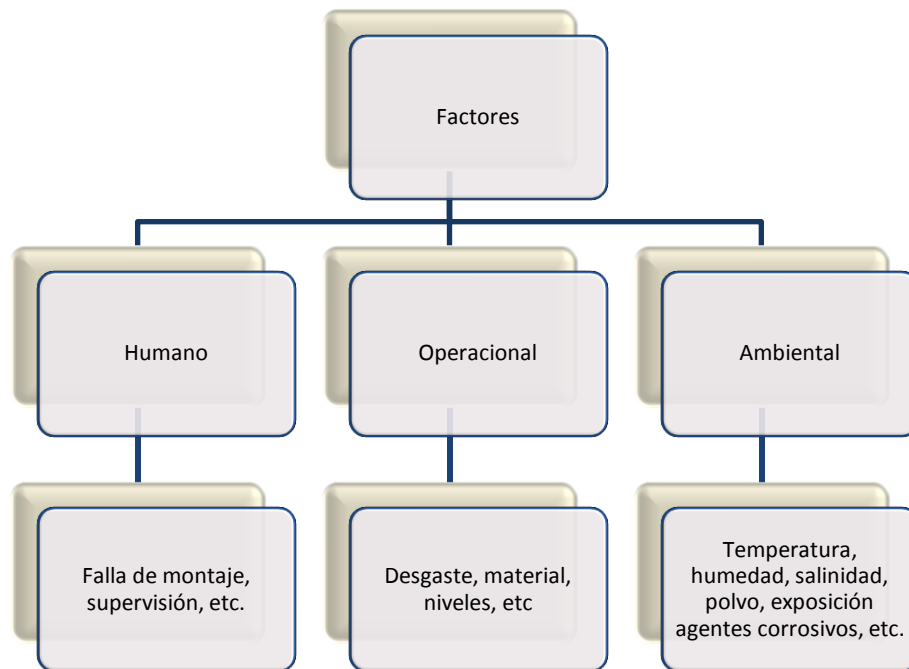 Factores
Humano
Operacional
Ambiental
Falla de montaje,
supervisión, etc.
Desgaste, material,
niveles, etc
Temperatura,
humedad, salinidad,
polvo, exposición
agentes corrosivos, etc.